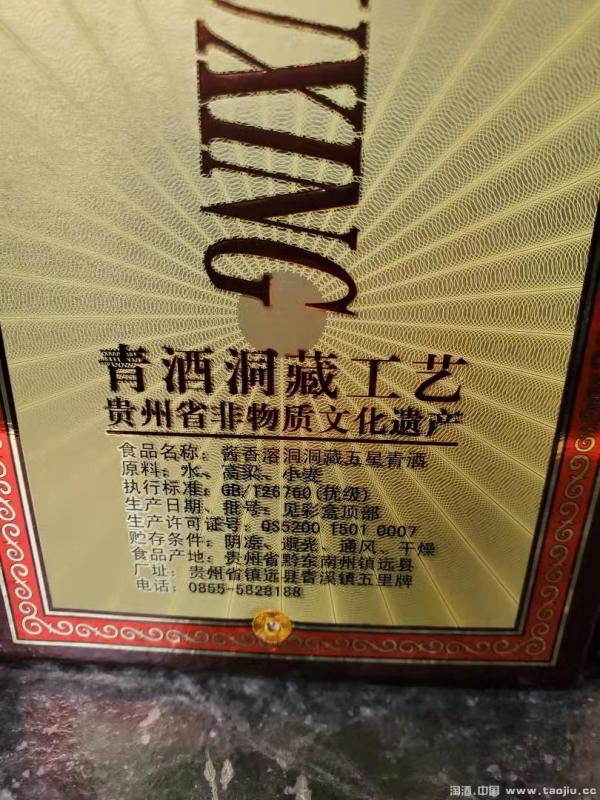 UXING
青酒洞藏工艺
贵州省非物质文化遗产
食品名称：酱香溶洞洞藏五星青酒
原料：水、高粱、小麦
执行标准：GB/T26760(优级)
生产日期、批号：见彩盒顶部
生产许可证号：QS5200 1501 0007
贮存条件：阴凉、避光、通风、干燥
食品产地：贵州省黔东南州镇远县
厂址：贵州省镇远县青溪镇五里牌
电话：0855-5828188
淘酒.中国 www.taojiu.cc